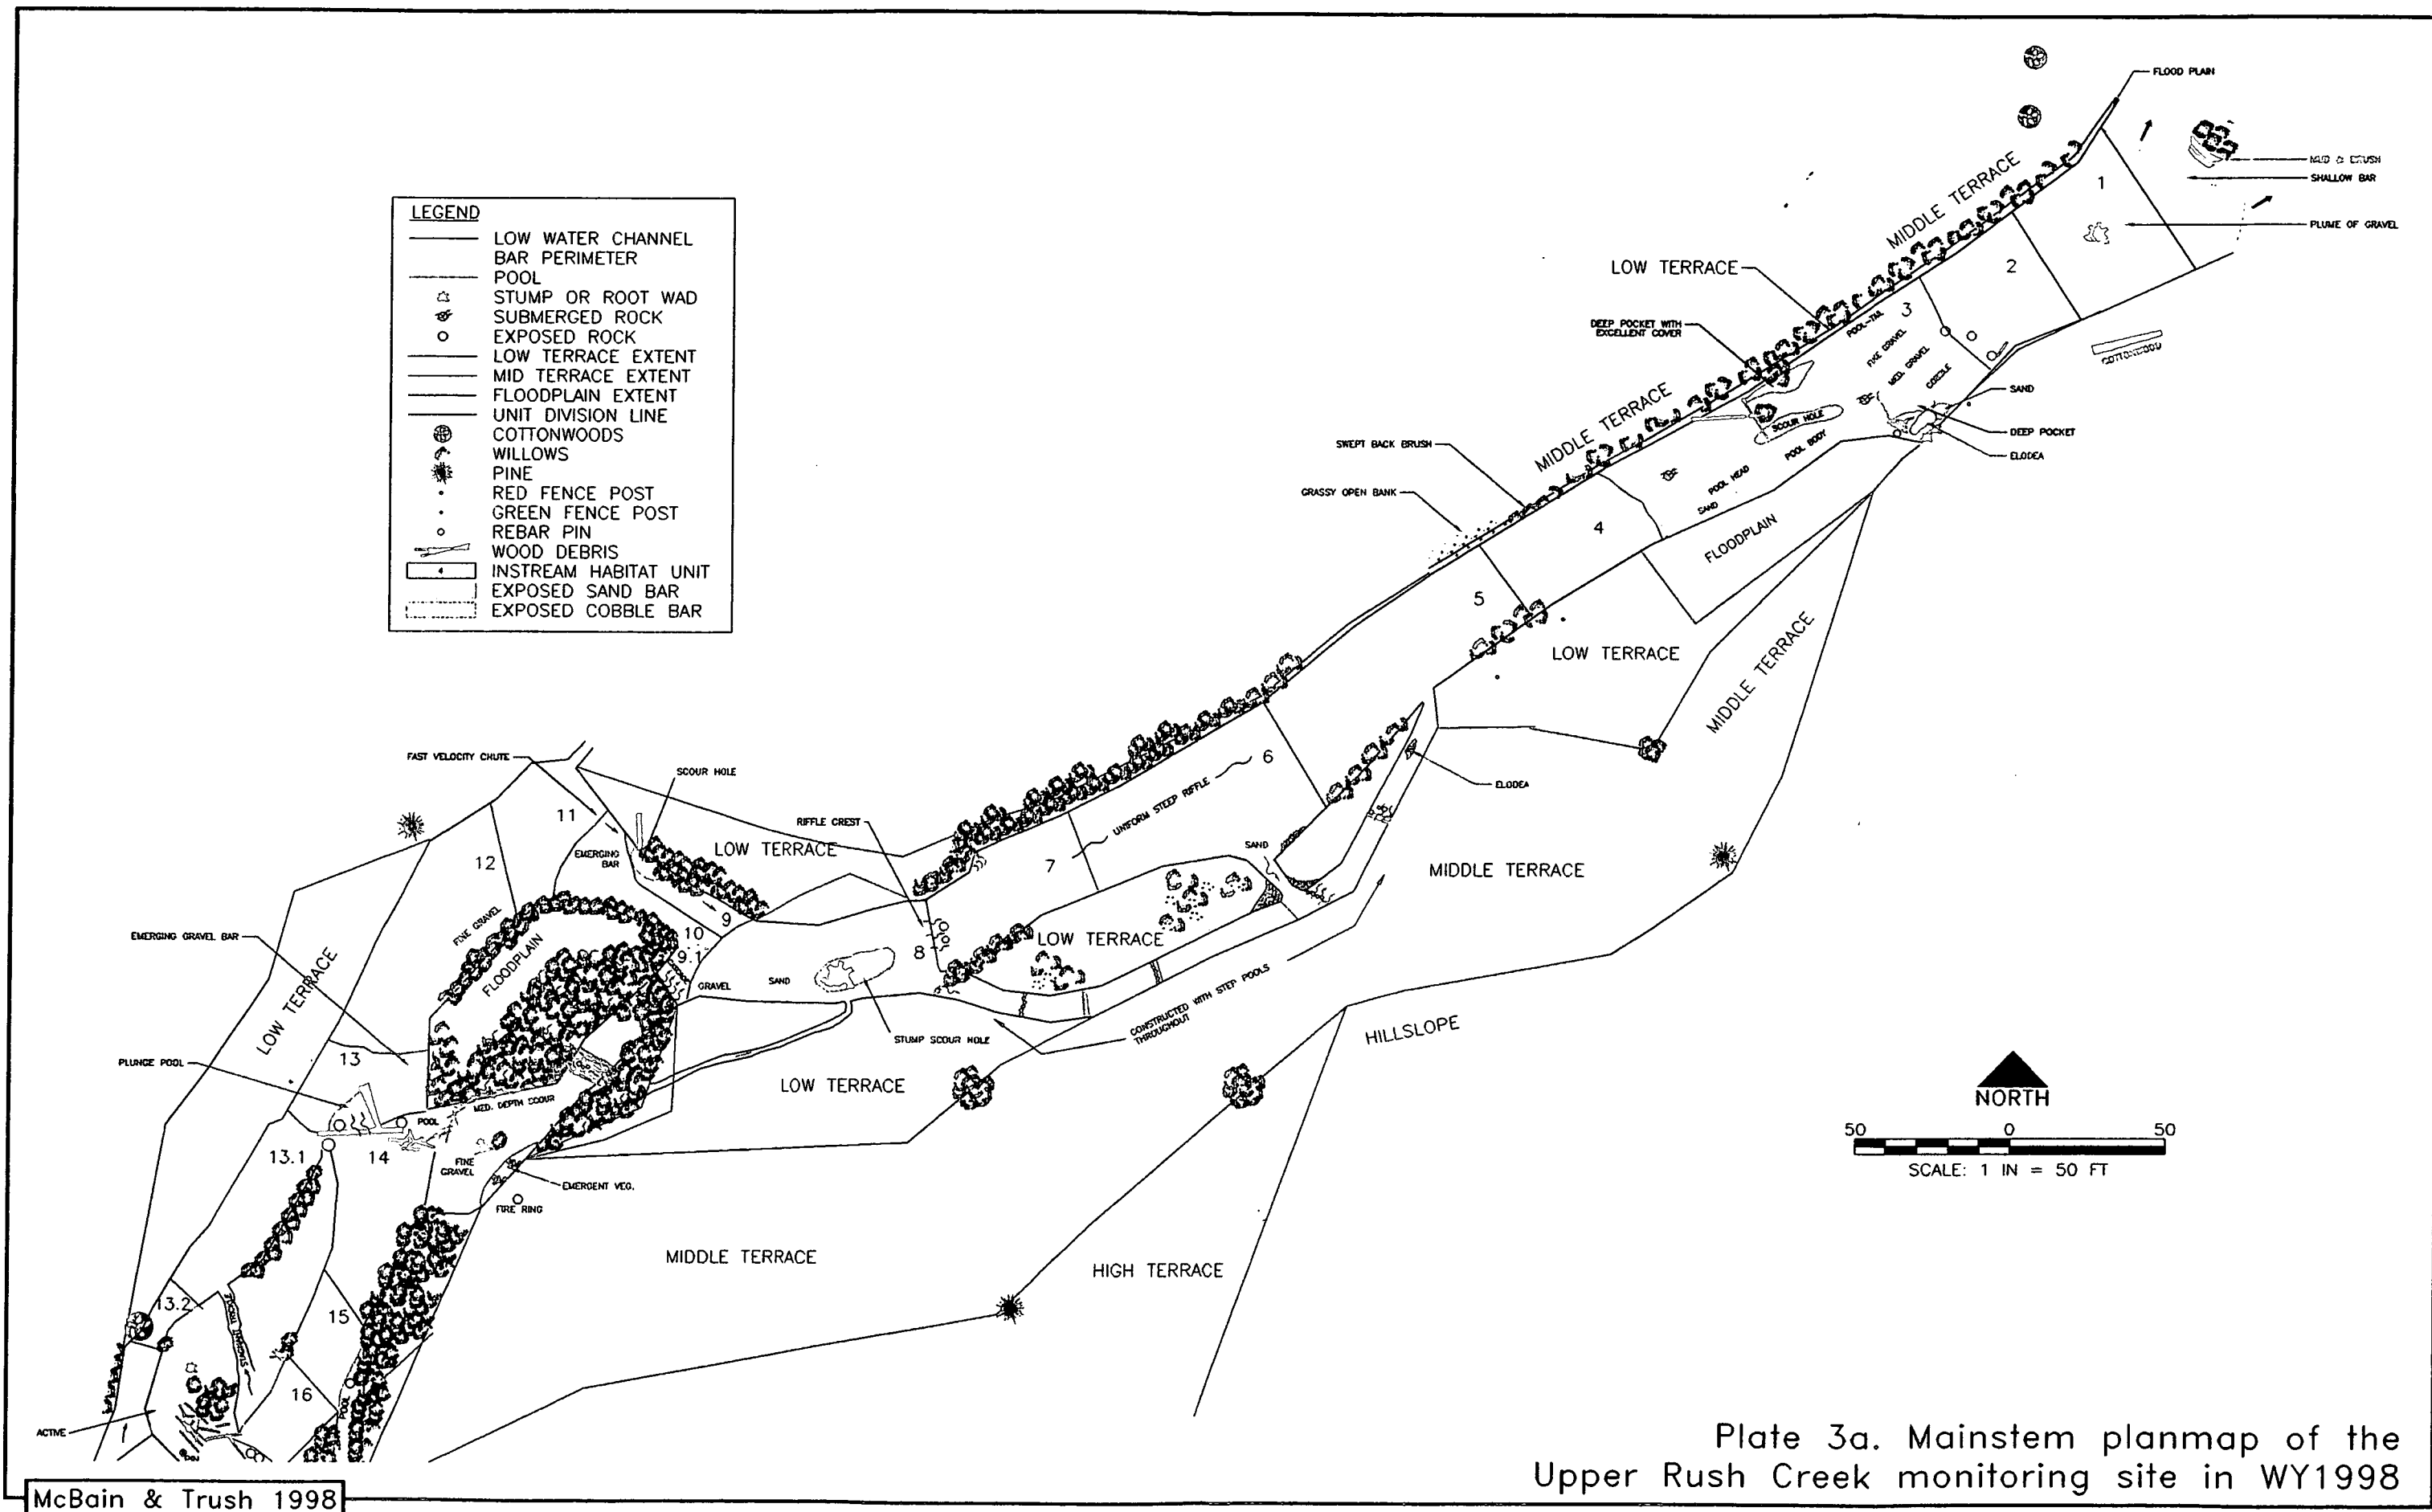 FLOOD PLAIN
MUD & BRUSH
SHALLOW BAR
PLUME OF GRAVEL
1
MIDDLE TERRACE
LOW TERRACE
2
3
DEEP POCKET WITH
EXCELLENT COVER
POOL-TAIL
FINE GRAVEL
MED. GRAVEL
COBBLE
COTTONWOOD
SAND
DEEP POCKET
ELODEA
SCOUR HOLE
POOL BODY
POOL HEAD
SAND
MIDDLE TERRACE
SWEPT BACK BRUSH
GRASSY OPEN BANK
4
FLOODPLAIN
5
LOW TERRACE
MIDDLE TERRACE
LEGEND
LOW WATER CHANNEL
BAR PERIMETER
POOL
STUMP OR ROOT WAD
SUBMERGED ROCK
EXPOSED ROCK
LOW TERRACE EXTENT
MID TERRACE EXTENT
FLOODPLAIN EXTENT
UNIT DIVISION LINE
COTTONWOODS
WILLOWS
PINE
RED FENCE POST
GREEN FENCE POST
REBAR PIN
WOOD DEBRIS
INSTREAM HABITAT UNIT
EXPOSED SAND BAR
EXPOSED COBBLE BAR
FAST VELOCITY CHUTE
SCOUR HOLE
6
UNIFORM STEEP RIFFLE
ELODEA
RIFFLE CREST
11
EMERGING
BAR
LOW TERRACE
SAND
7
12
MIDDLE TERRACE
FINE GRAVEL
9
10
9.1
EMERGING GRAVEL BAR
FLOODPLAIN
LOW TERRACE
8
LOW TERRACE
GRAVEL
SAND
CONSTRUCTED WITH STEP POOLS
THROUGHOUT
STUMP SCOUR HOLE
HILLSLOPE
13
PLUNGE POOL
LOW TERRACE
MED. DEPTH SCOUR
POOL
13.1
14
FINE
GRAVEL
EMERGENT VEG.
FIRE RING
MIDDLE TERRACE
HIGH TERRACE
13.2
15
16
POOL
ACTIVE
NORTH
50 0 50
SCALE: 1 IN = 50 FT
Plate 3a. Mainstem planmap of the
Upper Rush Creek monitoring site in WY1998
McBain & Trush 1998